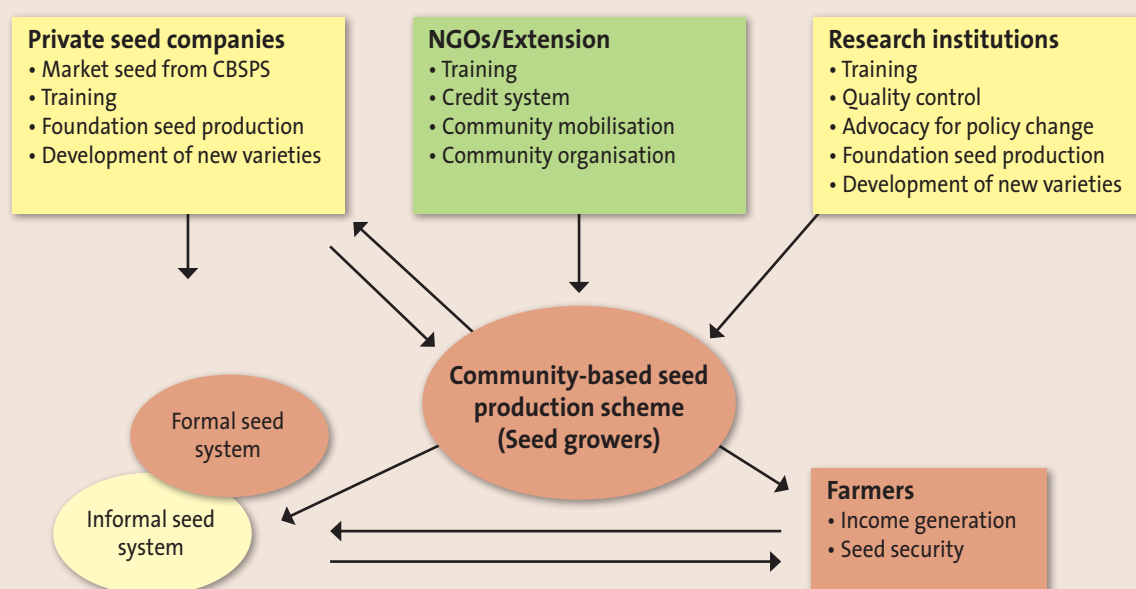 Private seed companies
• Market seed from CBSPS
• Training
• Foundation seed production
• Development of new varieties
NGOs/Extension
• Training
• Credit system
• Community mobilisation
• Community organisation
Research institutions
• Training
• Quality control
• Advocacy for policy change
• Foundation seed production
• Development of new varieties
Community-based seed
production scheme
(Seed growers)
Formal seed
system
Informal seed
system
Farmers
• Income generation
• Seed security